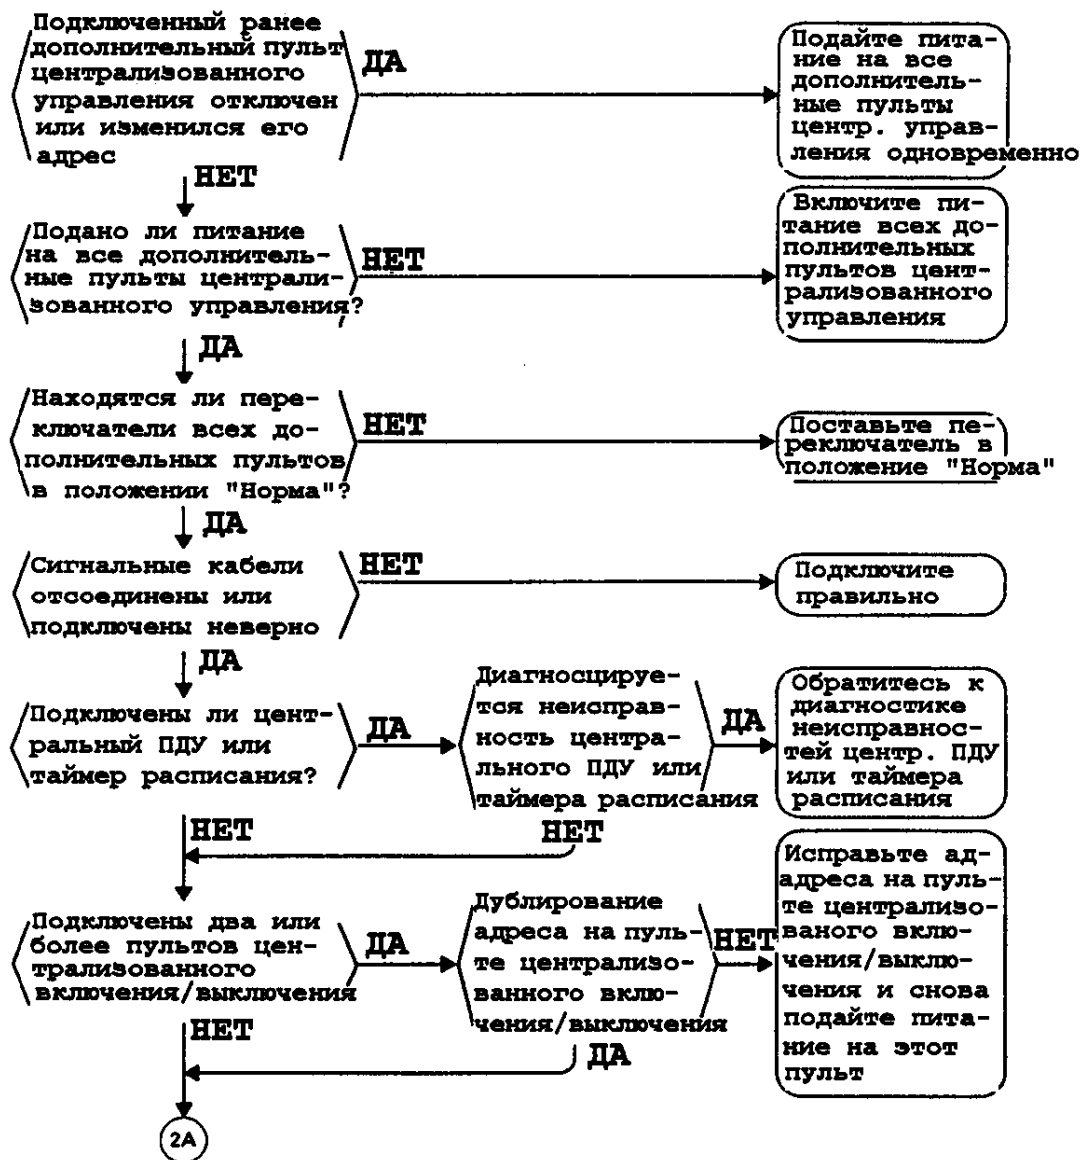 Подключенный ранее
дополнительный пульт
централизованного
управления отключен
или изменился его
адрес
ДА
Подайте пита-
ние на все
дополнитель-
ные пульты
центр. управ-
ления одновременно
НЕТ
Подано ли питание
на все дополнитель-
ные пульты централи-
зованного управления?
НЕТ
Включите пи-
тание всех до-
полнительных
пультов цент-
рализованного
управления
ДА
Находятся ли пере-
ключатели всех до-
полнительных пультов
в положении "Норма"?
НЕТ
Поставьте пе-
реключатель в
положение "Норма"
ДА
Сигнальные кабели
отсоединены или
подключены неверно
НЕТ
Подключите
правильно
ДА
Подключены ли цент-
ральный ПДУ или
таймер расписания?
ДА
Диагносцируе-
тся неисправ-
ность центра-
льного ПДУ или
таймера расписания
ДА
Обратитесь к
диагностике
неисправнос-
тей центр. ПДУ
или таймера
расписания
НЕТ
НЕТ
Подключены два или
более пультов цен-
трализованного
включения/выключения
ДА
Дублирование
адреса на пуль-
те централизо-
ванного вклю-
чения/выключения
НЕТ
Исправьте ад-
адреса на пуль-
те централизо-
ваного вклю-
чения/выклю-
чения и снова
подайте пита-
ние на этот
пульт
НЕТ
ДА
2А